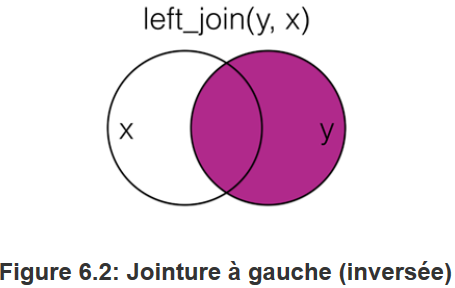 left_join(y, x)
x y
Figure 6.2: Jointure à gauche (inversée)